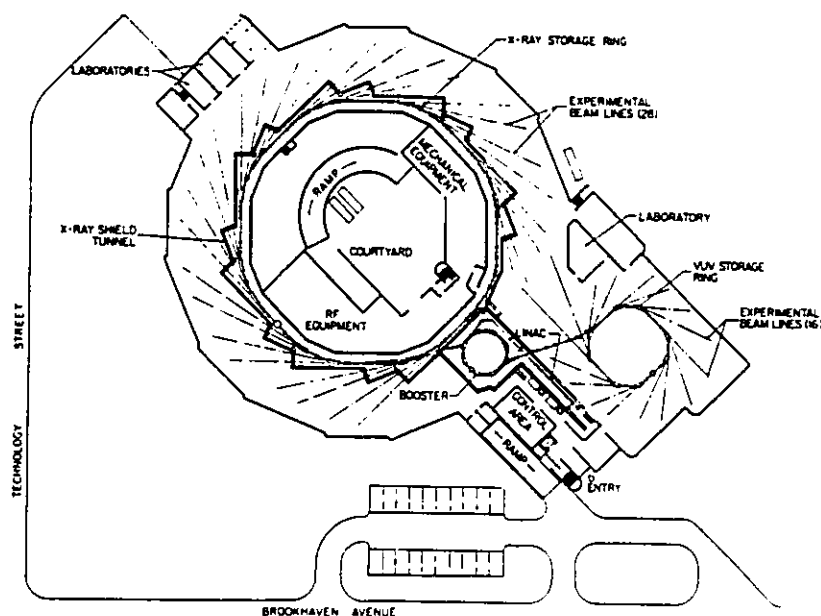 X-RAY STORAGE RING
LABORATORIES
EXPERIMENTAL
BEAM LINES (28)
MECHANICAL
EQUIPMENT
RAMP
LABORATORY
X-RAY SHIELD
TUNNEL
COURTYARD
VUV STORAGE
RING
RF
EQUIPMENT
EXPERIMENTAL
BEAM LINES (16)
LINAC
BOOSTER
CONTROL
AREA
RAMP
ENTRY
TECHNOLOGY STREET
BROOKHAVEN AVENUE